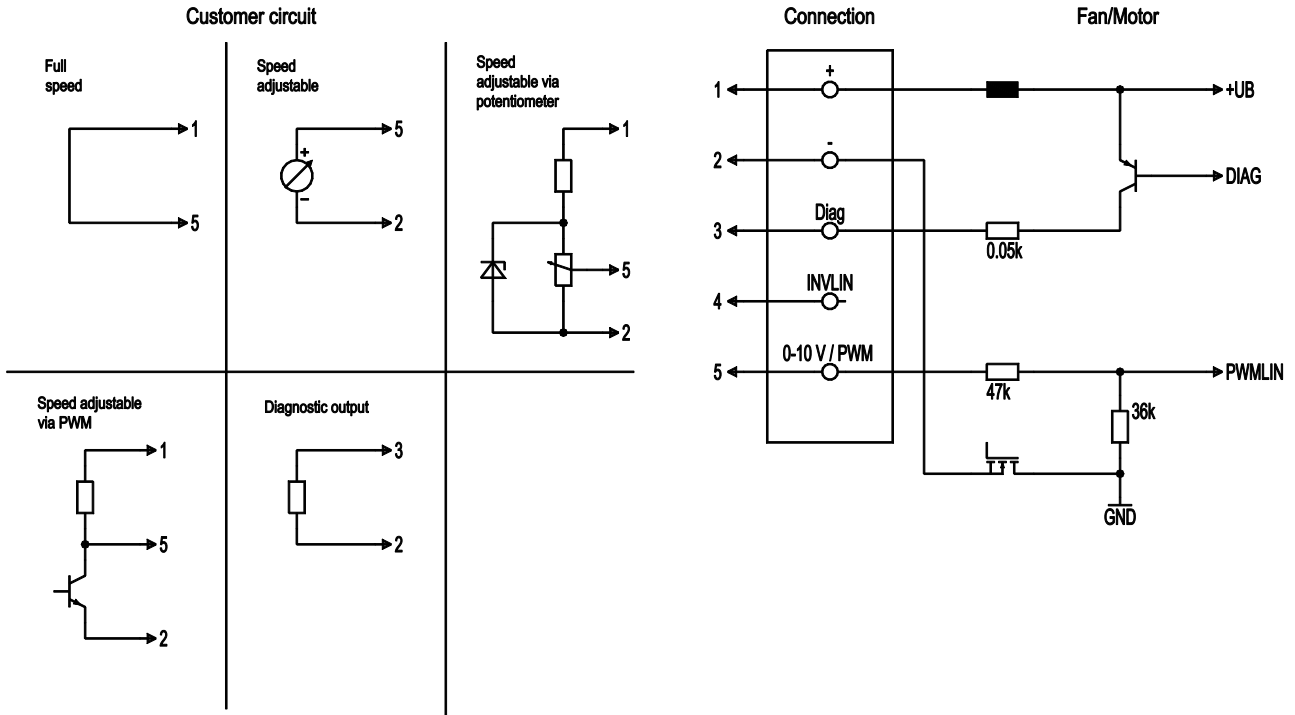 Customer circuit
Full
speed
1
5
Speed
adjustable
5
+
-
2
Speed
adjustable via
potentiometer
1
5
2
Speed adjustable
via PWM
1
5
2
Diagnostic output
3
2
Connection
Fan/Motor
1
+
+UB
2
-
DIAG
3
Diag
0.05k
4
INVLIN
5
0-10 V / PWM
47k
PWMLIN
36k
GND